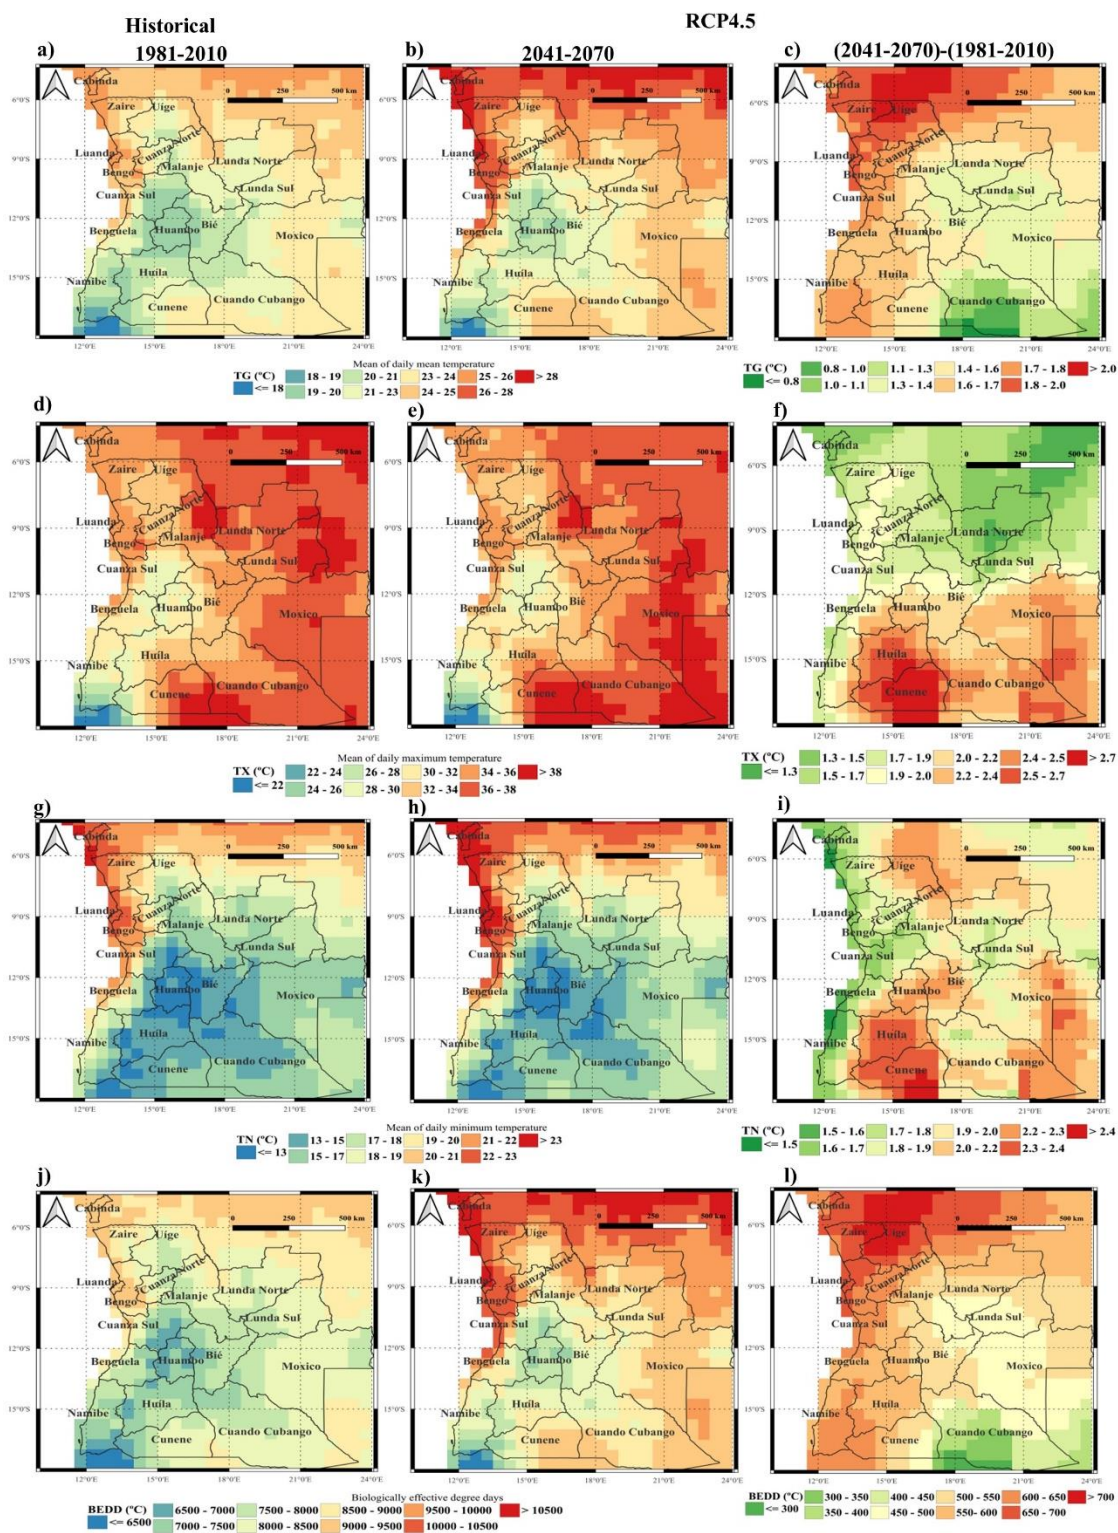 Historical
1981-2010
RCP4.5
2041-2070
(2041-2070)-(1981-2010)
a)
b)
c)
Cabinda
Zaire Uíge
Luanda
Cuanza Norte
Bengo
Malanje
Lunda Norte
Lunda Sul
Cuanza Sul
Benguela
Huambo
Bié
Moxico
Namibe
Huíla
Cunene
Cuando Cubango
0 250 500 km
6°0'S
9°0'S
12°0'S
15°0'S
12°0'E 15°0'E 18°0'E 21°0'E 24°0'E
Mean of daily mean temperature
TG (ºC) <= 18 18 - 19 19 - 20 20 - 21 21 - 23 23 - 24 24 - 25 25 - 26 26 - 28 > 28
TG (ºC) <= 0.8 0.8 - 1.0 1.0 - 1.1 1.1 - 1.3 1.3 - 1.4 1.4 - 1.6 1.6 - 1.7 1.7 - 1.8 1.8 - 2.0 > 2.0
d)
e)
f)
Mean of daily maximum temperature
TX (ºC) <= 22 22 - 24 24 - 26 26 - 28 28 - 30 30 - 32 32 - 34 34 - 36 36 - 38 > 38
TX (ºC) <= 1.3 1.3 - 1.5 1.5 - 1.7 1.7 - 1.9 1.9 - 2.0 2.0 - 2.2 2.2 - 2.4 2.4 - 2.5 2.5 - 2.7 > 2.7
g)
h)
i)
Mean of daily minimum temperature
TN (ºC) <= 13 13 - 15 15 - 17 17 - 18 18 - 19 19 - 20 20 - 21 21 - 22 22 - 23 > 23
TN (ºC) <= 1.5 1.5 - 1.6 1.6 - 1.7 1.7 - 1.8 1.8 - 1.9 1.9 - 2.0 2.0 - 2.2 2.2 - 2.3 2.3 - 2.4 > 2.4
j)
k)
l)
Biologically effective degree days
BEDD (ºC) <= 6500 6500 - 7000 7000 - 7500 7500 - 8000 8000 - 8500 8500 - 9000 9000 - 9500 9500 - 10000 10000 - 10500 > 10500
BEDD (ºC) <= 300 300 - 350 350 - 400 400 - 450 450 - 500 500 - 550 550- 600 600 - 650 650 - 700 > 700